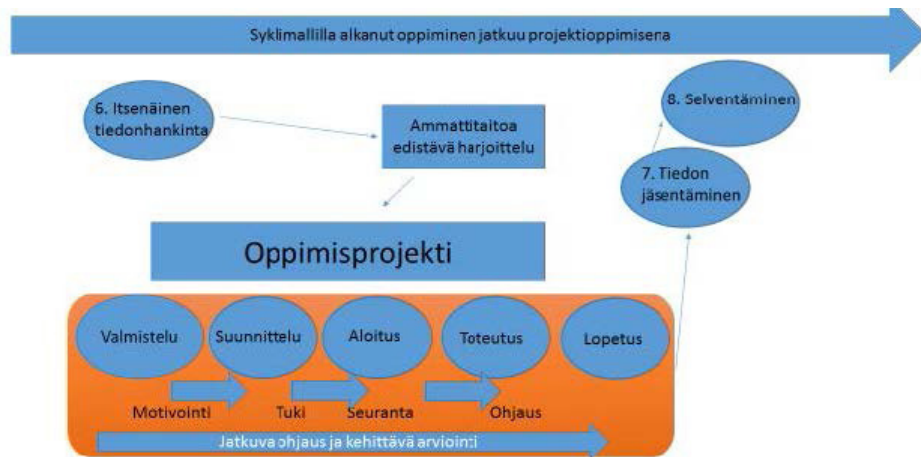 Syklimallilla alkanut oppiminen jatkuu projektioppimisena
6. Itsenäinen
tiedonhankinta
Ammattitaitoa
edistävä harjoittelu
8. Selventäminen
7. Tiedon
jäsentäminen
Oppimisprojekti
Valmistelu
Suunnittelu
Aloitus
Toteutus
Lopetus
Motivointi
Tuki
Seuranta
Ohjaus
Jatkuva ohjaus ja kehittävä arviointi